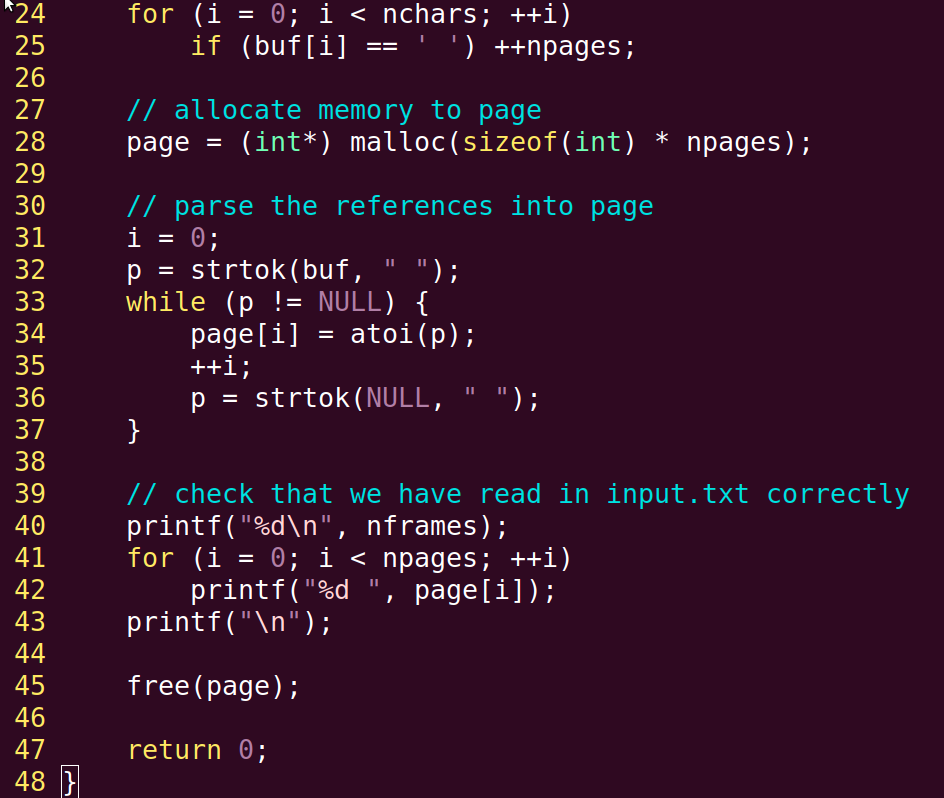 24     for (i = 0; i < nchars; ++i)
25         if (buf[i] == ' ') ++npages;
26
27     // allocate memory to page
28     page = (int*) malloc(sizeof(int) * npages);
29
30     // parse the references into page
31     i = 0;
32     p = strtok(buf, " ");
33     while (p != NULL) {
34         page[i] = atoi(p);
35         ++i;
36         p = strtok(NULL, " ");
37     }
38
39     // check that we have read in input.txt correctly
40     printf("%d\n", nframes);
41     for (i = 0; i < npages; ++i)
42         printf("%d ", page[i]);
43     printf("\n");
44
45     free(page);
46
47     return 0;
48 }